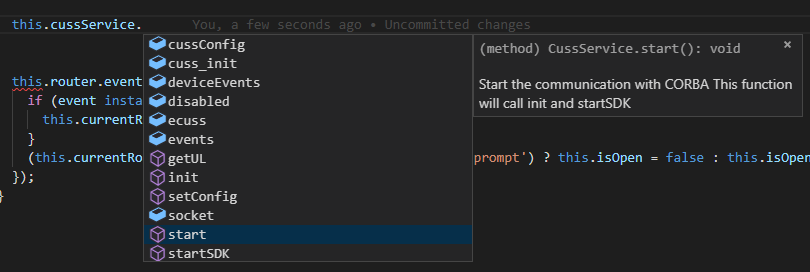 this.cussService. You, a few seconds ago • Uncommitted changes
cussConfig
cuss_init
deviceEvents
disabled
ecuss
events
getUL
init
setConfig
socket
start
startSDK
(method) CussService.start(): void ×
Start the communication with CORBA This function
will call init and startSDK
this.router.event
if (event insta
this.currentR
}
(this.currentRo prompt') ? this.isOpen = false : this.isOpen
});
}